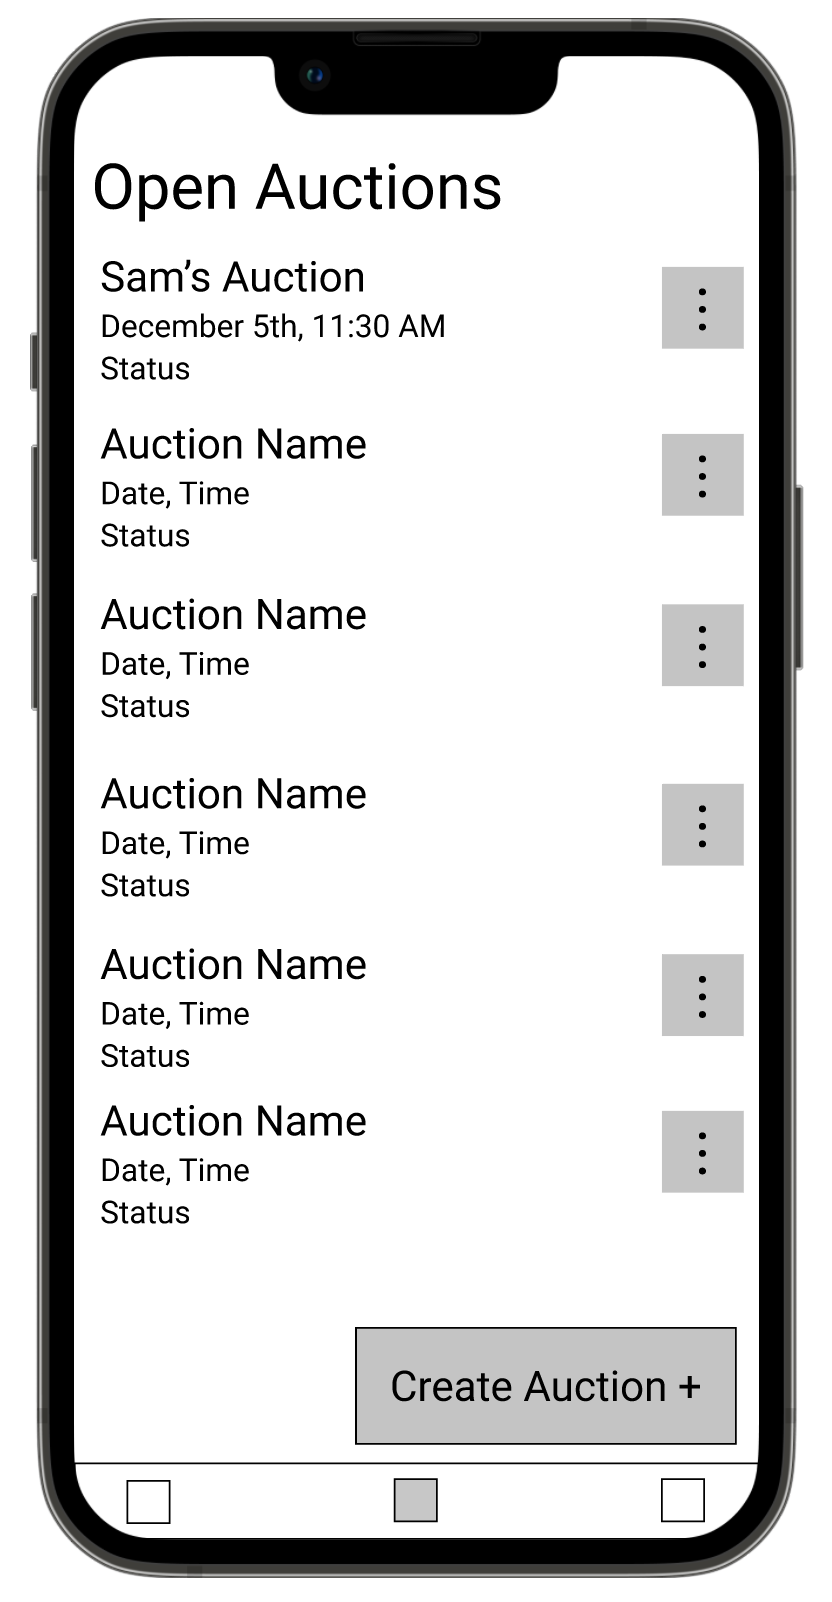 Open Auctions
Sam’s Auction
December 5th, 11:30 AM
Status
Auction Name
Date, Time
Status
Auction Name
Date, Time
Status
Auction Name
Date, Time
Status
Auction Name
Date, Time
Status
Auction Name
Date, Time
Status
Create Auction +